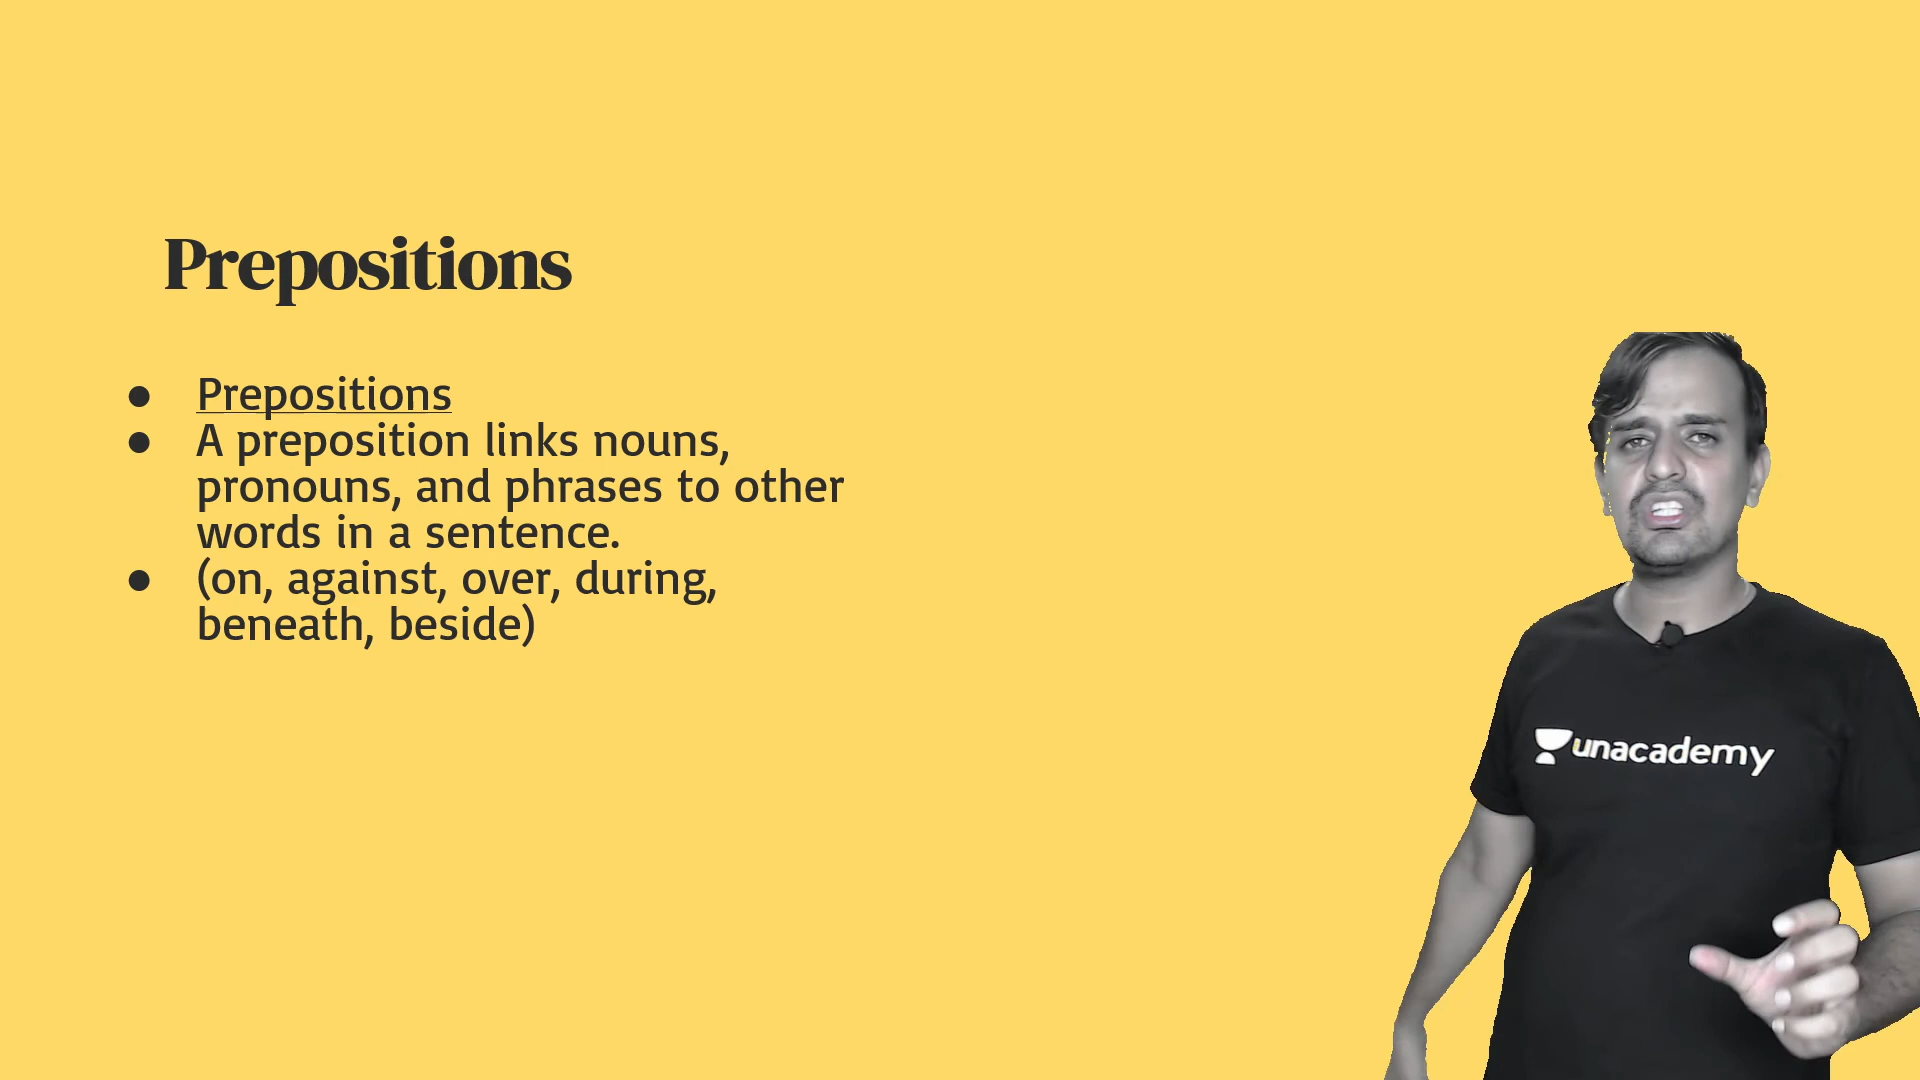 Prepositions
● Prepositions
● A preposition links nouns,
pronouns, and phrases to other
words in a sentence.
● (on, against, over, during,
beneath, beside)
unacademy